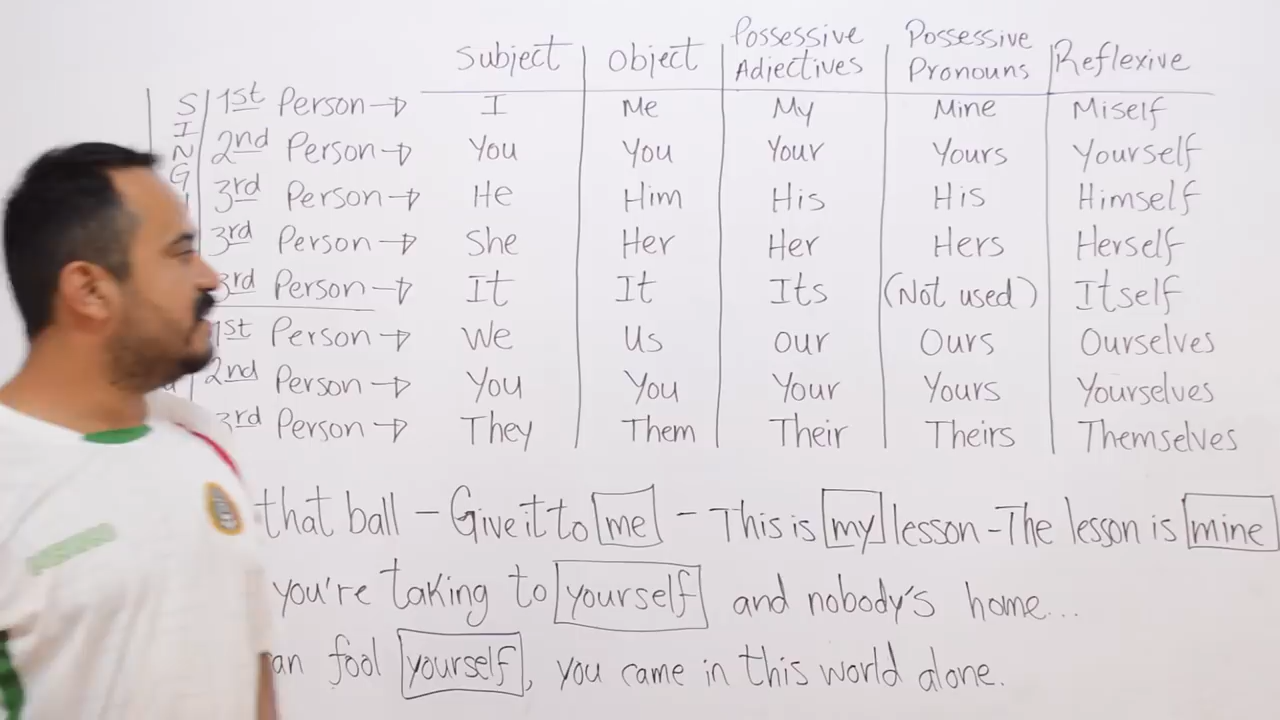 Subject Object Possessive Adjectives Possessive Pronouns Reflexive
1st Person → I Me My Mine Miself
2nd Person → You You Your Yours Yourself
3rd Person → He Him His His Himself
3rd Person → She Her Her Hers Herself
3rd Person → It It Its (Not used) Itself
1st Person → We Us Our Ours Ourselves
2nd Person → You You Your Yours Yourselves
3rd Person → They Them Their Theirs Themselves
that ball - Give it to me - This is my lesson - The lesson is mine
you're taking to yourself and nobody's home...
fool yourself, you came in this world alone.